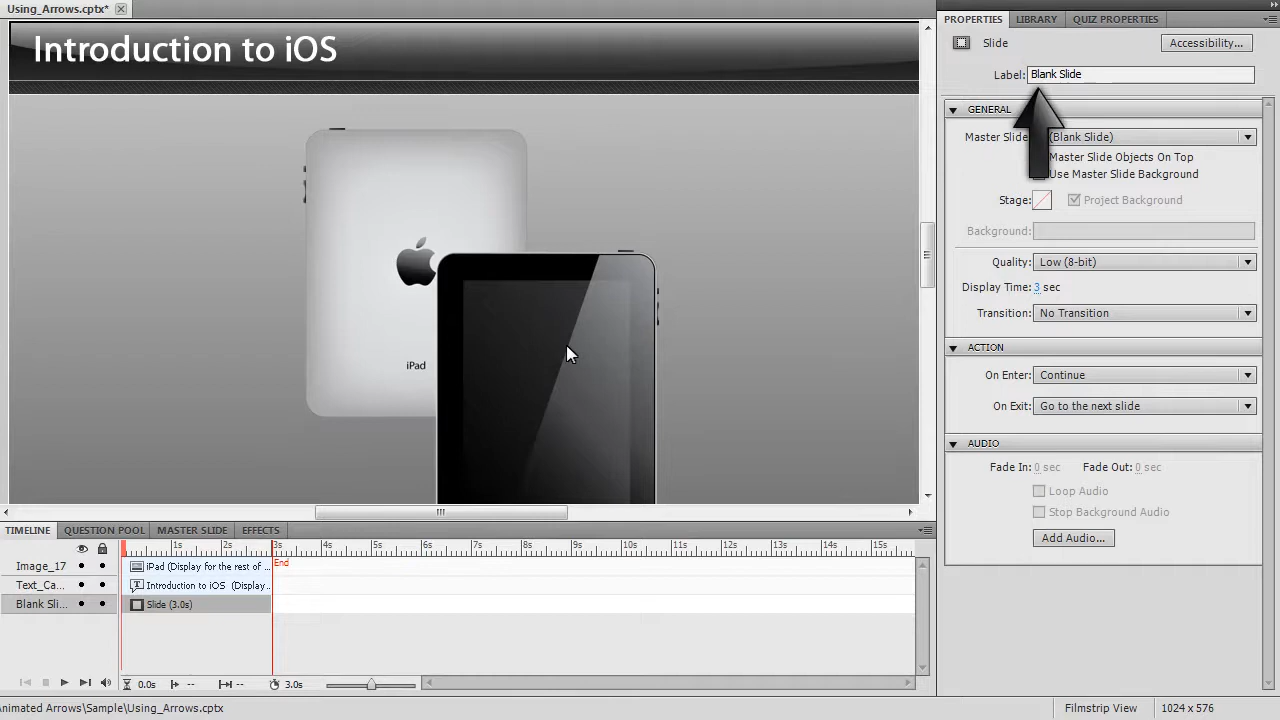 Using_Arrows.cptx*
PROPERTIES LIBRARY QUIZ PROPERTIES
Introduction to iOS
Slide Accessibility...
Label: Blank Slide
GENERAL
Master Slide (Blank Slide)
Master Slide Objects On Top
Use Master Slide Background
Stage: Project Background
Background:
Quality: Low (8-bit)
Display Time: 3 sec
Transition: No Transition
iPad
ACTION
On Enter: Continue
On Exit: Go to the next slide
AUDIO
Fade In: 0 sec Fade Out: 0 sec
Loop Audio
Stop Background Audio
Add Audio...
TIMELINE QUESTION POOL MASTER SLIDE EFFECTS
1s 2s 3s 4s 5s 6s 7s 8s 9s 10s 11s 12s 13s 14s 15s
Image_17 iPad (Display for the rest of ... End
Text_Ca... Introduction to iOS (Display...
Blank Sli... Slide (3.0s)
0.0s 3.0s
Animated Arrows\Sample\Using_Arrows.cptx Filmstrip View 1024 x 576